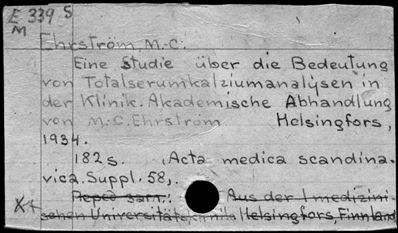 E 339 S
M
Ehrström, M.-C.
Eine Studie über die Bedeutung
von Totalserumkalziumanalysen in
der Klinik. Akademische Abhandlung
von M.-C. Ehrström Helsingfors,
1934.
182 s. (Acta medica scandina-
vica. Suppl. 58,.
Aus der I medizini-
schen Universitäts Helsingfors, Finnland